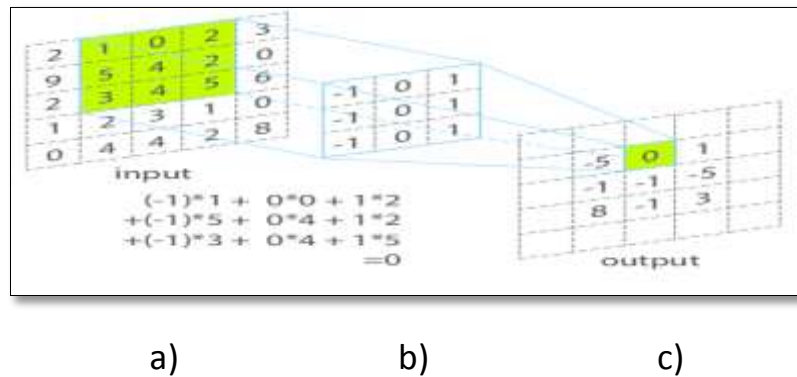 2 1 0 2 3
9 5 4 2 0
2 3 4 5 6
1 2 3 1 0
0 4 4 2 8
input
-1 0 1
-1 0 1
-1 0 1
-5 0 1
-1 -1 -5
8 -1 3
output
(-1)*1 + 0*0 + 1*2
+(-1)*5 + 0*4 + 1*2
+(-1)*3 + 0*4 + 1*5
=0
a) b) c)